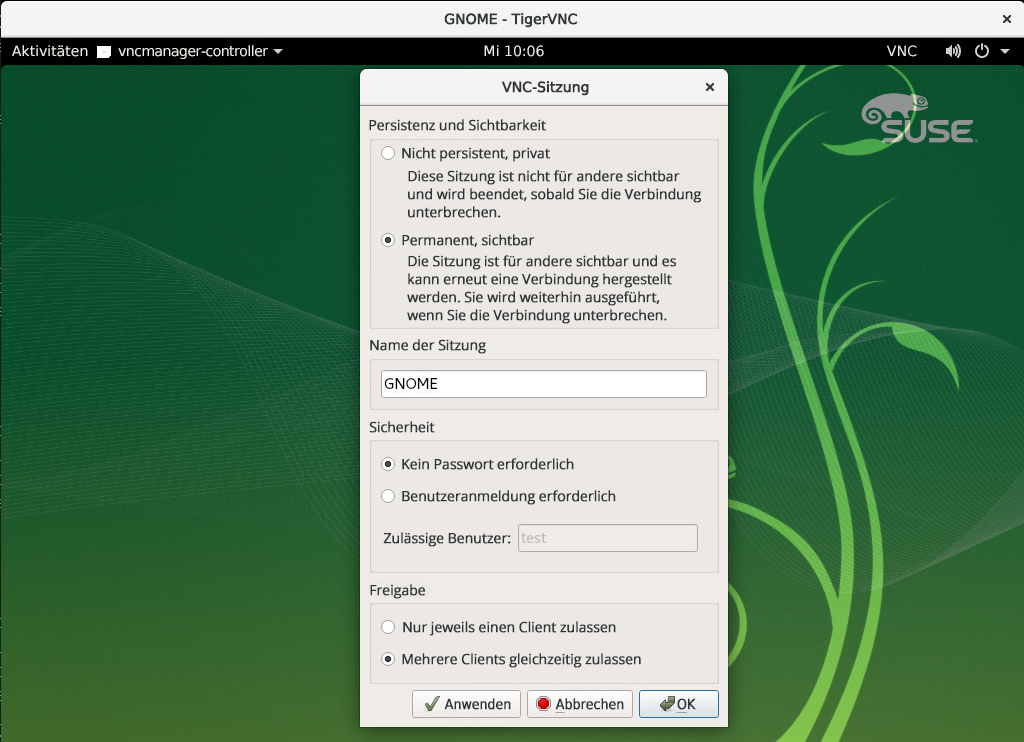 GNOME - TigerVNC
Aktivitäten vncmanager-controller Mi 10:06 VNC
VNC-Sitzung
SUSE
Persistenz und Sichtbarkeit
Nicht persistent, privat
Diese Sitzung ist nicht für andere sichtbar
und wird beendet, sobald Sie die Verbindung
unterbrechen.
Permanent, sichtbar
Die Sitzung ist für andere sichtbar und es
kann erneut eine Verbindung hergestellt
werden. Sie wird weiterhin ausgeführt,
wenn Sie die Verbindung unterbrechen.
Name der Sitzung
GNOME
Sicherheit
Kein Passwort erforderlich
Benutzeranmeldung erforderlich
Zulässige Benutzer: test
Freigabe
Nur jeweils einen Client zulassen
Mehrere Clients gleichzeitig zulassen
Anwenden Abbrechen OK